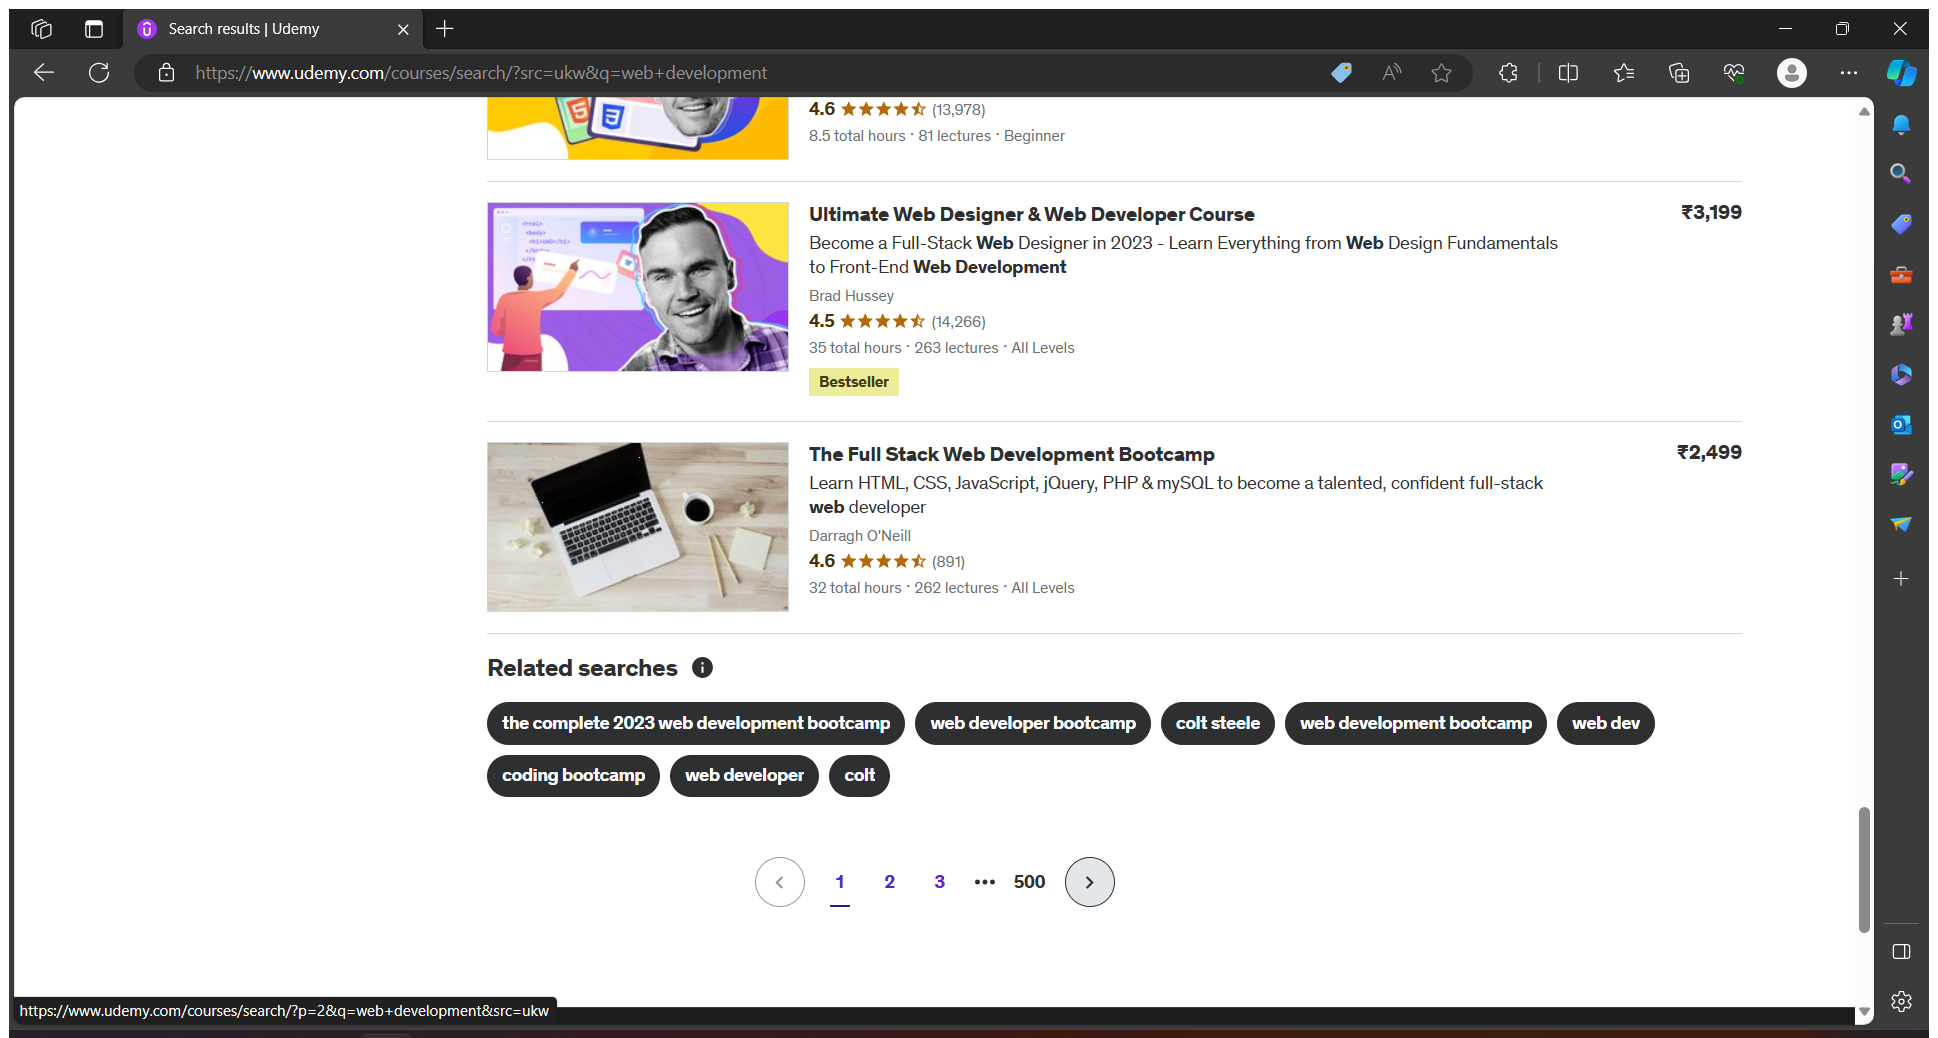 Search results | Udemy
https://www.udemy.com/courses/search/?src=ukw&q=web+development
4.6 (13,978)
8.5 total hours · 81 lectures · Beginner
Ultimate Web Designer & Web Developer Course
₹3,199
Become a Full-Stack Web Designer in 2023 - Learn Everything from Web Design Fundamentals
to Front-End Web Development
Brad Hussey
4.5 (14,266)
35 total hours · 263 lectures · All Levels
Bestseller
The Full Stack Web Development Bootcamp
₹2,499
Learn HTML, CSS, JavaScript, jQuery, PHP & mySQL to become a talented, confident full-stack
web developer
Darragh O'Neill
4.6 (891)
32 total hours · 262 lectures · All Levels
Related searches
the complete 2023 web development bootcamp web developer bootcamp colt steele web development bootcamp web dev
coding bootcamp web developer colt
1 2 3 ••• 500
https://www.udemy.com/courses/search/?p=2&q=web+development&src=ukw